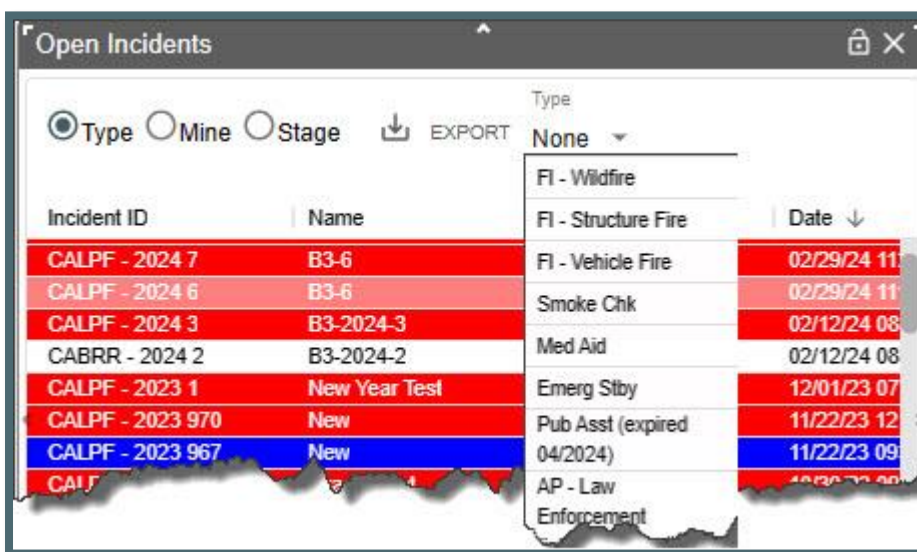 Open Incidents
Type Mine Stage EXPORT
Type
None
FI - Wildfire
FI - Structure Fire
FI - Vehicle Fire
Smoke Chk
Med Aid
Emerg Stby
Pub Asst (expired
04/2024)
AP - Law
Enforcement
Incident ID Name Date
CALPF - 2024 7 B3-6 02/29/24 11
CALPF - 2024 6 B3-6 02/29/24 11
CALPF - 2024 3 B3-2024-3 02/12/24 08
CABRR - 2024 2 B3-2024-2 02/12/24 08
CALPF - 2023 1 New Year Test 12/01/23 07
CALPF - 2023 970 New 11/22/23 12
CALPF - 2023 967 New 11/22/23 09